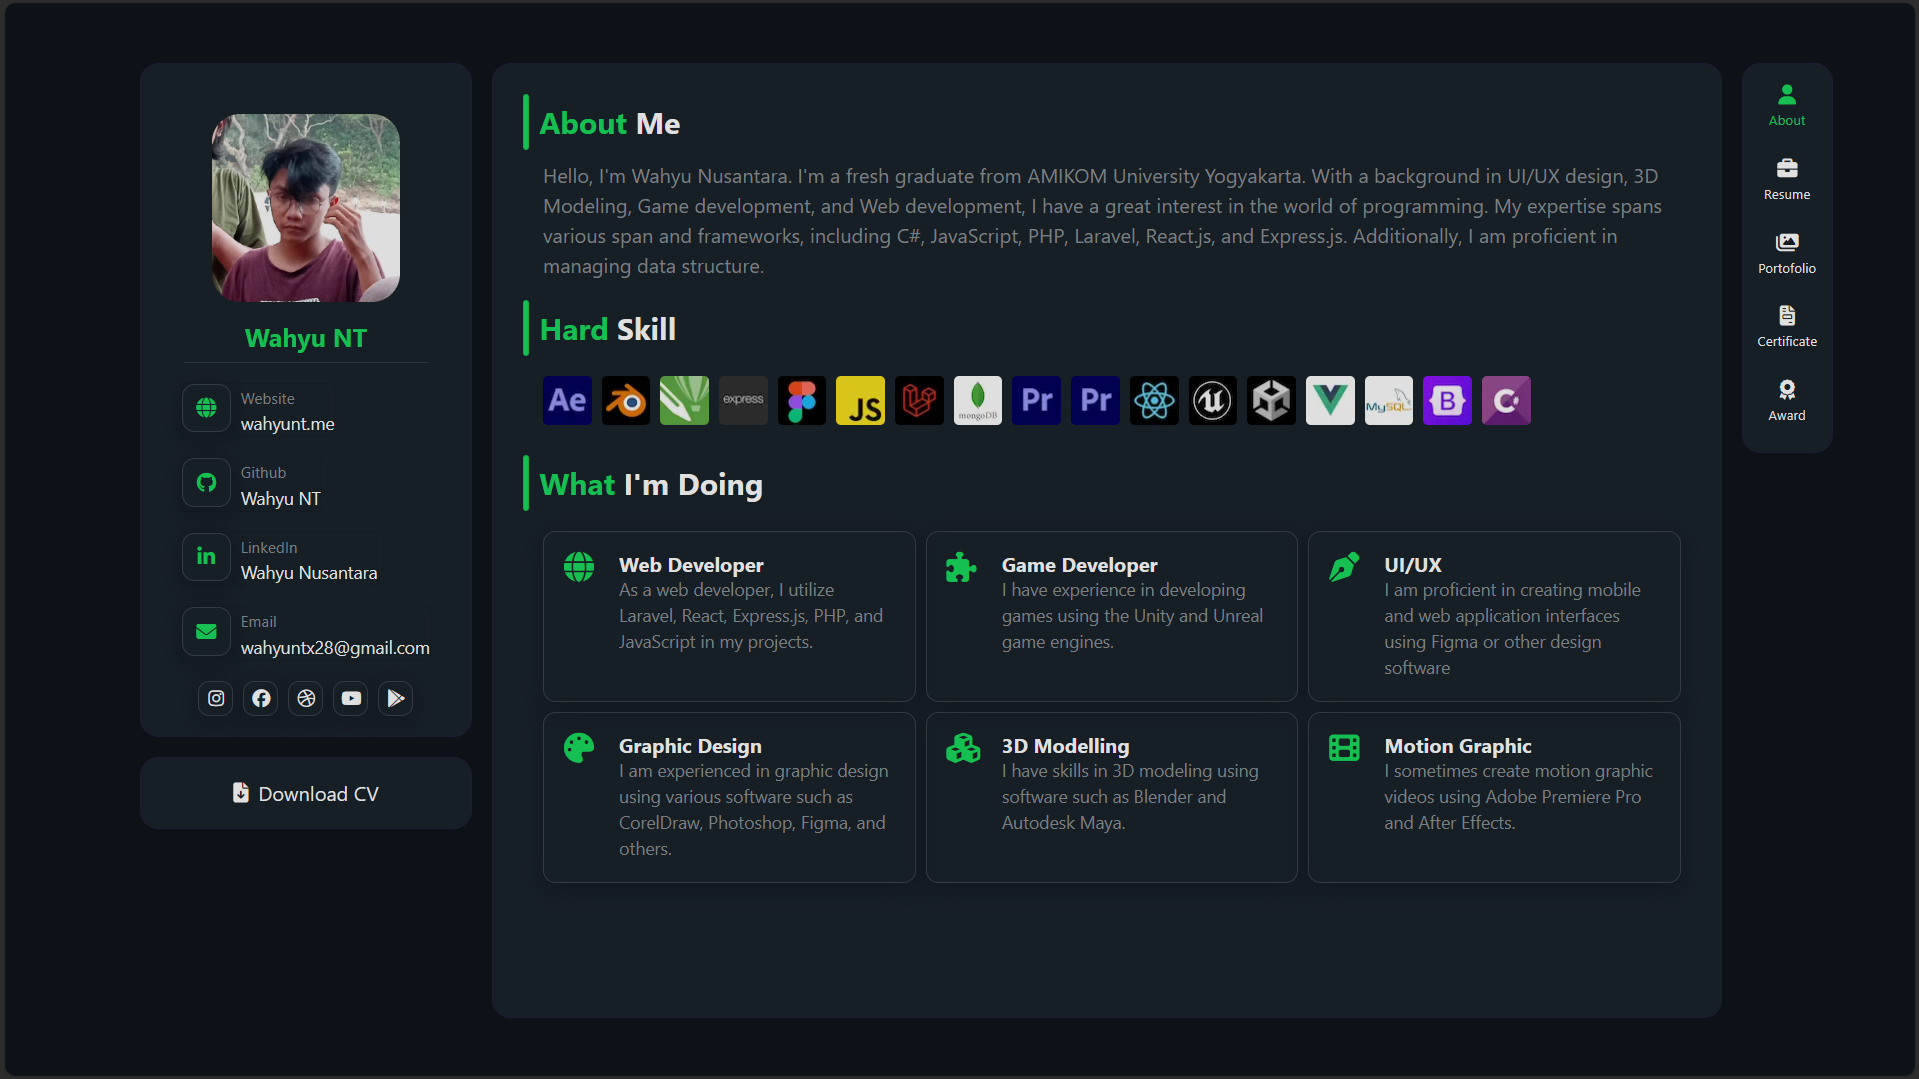 Wahyu NT
Website
wahyunt.me
Github
Wahyu NT
LinkedIn
Wahyu Nusantara
Email
wahyuntx28@gmail.com
Download CV
About Me
Hello, I'm Wahyu Nusantara. I'm a fresh graduate from AMIKOM University Yogyakarta. With a background in UI/UX design, 3D
Modeling, Game development, and Web development, I have a great interest in the world of programming. My expertise spans
various span and frameworks, including C#, JavaScript, PHP, Laravel, React.js, and Express.js. Additionally, I am proficient in
managing data structure.
Hard Skill
Ae express JS mongoDB Pr Pr MySQL B C
What I'm Doing
Web Developer
As a web developer, I utilize
Laravel, React, Express.js, PHP, and
JavaScript in my projects.
Game Developer
I have experience in developing
games using the Unity and Unreal
game engines.
UI/UX
I am proficient in creating mobile
and web application interfaces
using Figma or other design
software
Graphic Design
I am experienced in graphic design
using various software such as
CorelDraw, Photoshop, Figma, and
others.
3D Modelling
I have skills in 3D modeling using
software such as Blender and
Autodesk Maya.
Motion Graphic
I sometimes create motion graphic
videos using Adobe Premiere Pro
and After Effects.
About
Resume
Portofolio
Certificate
Award